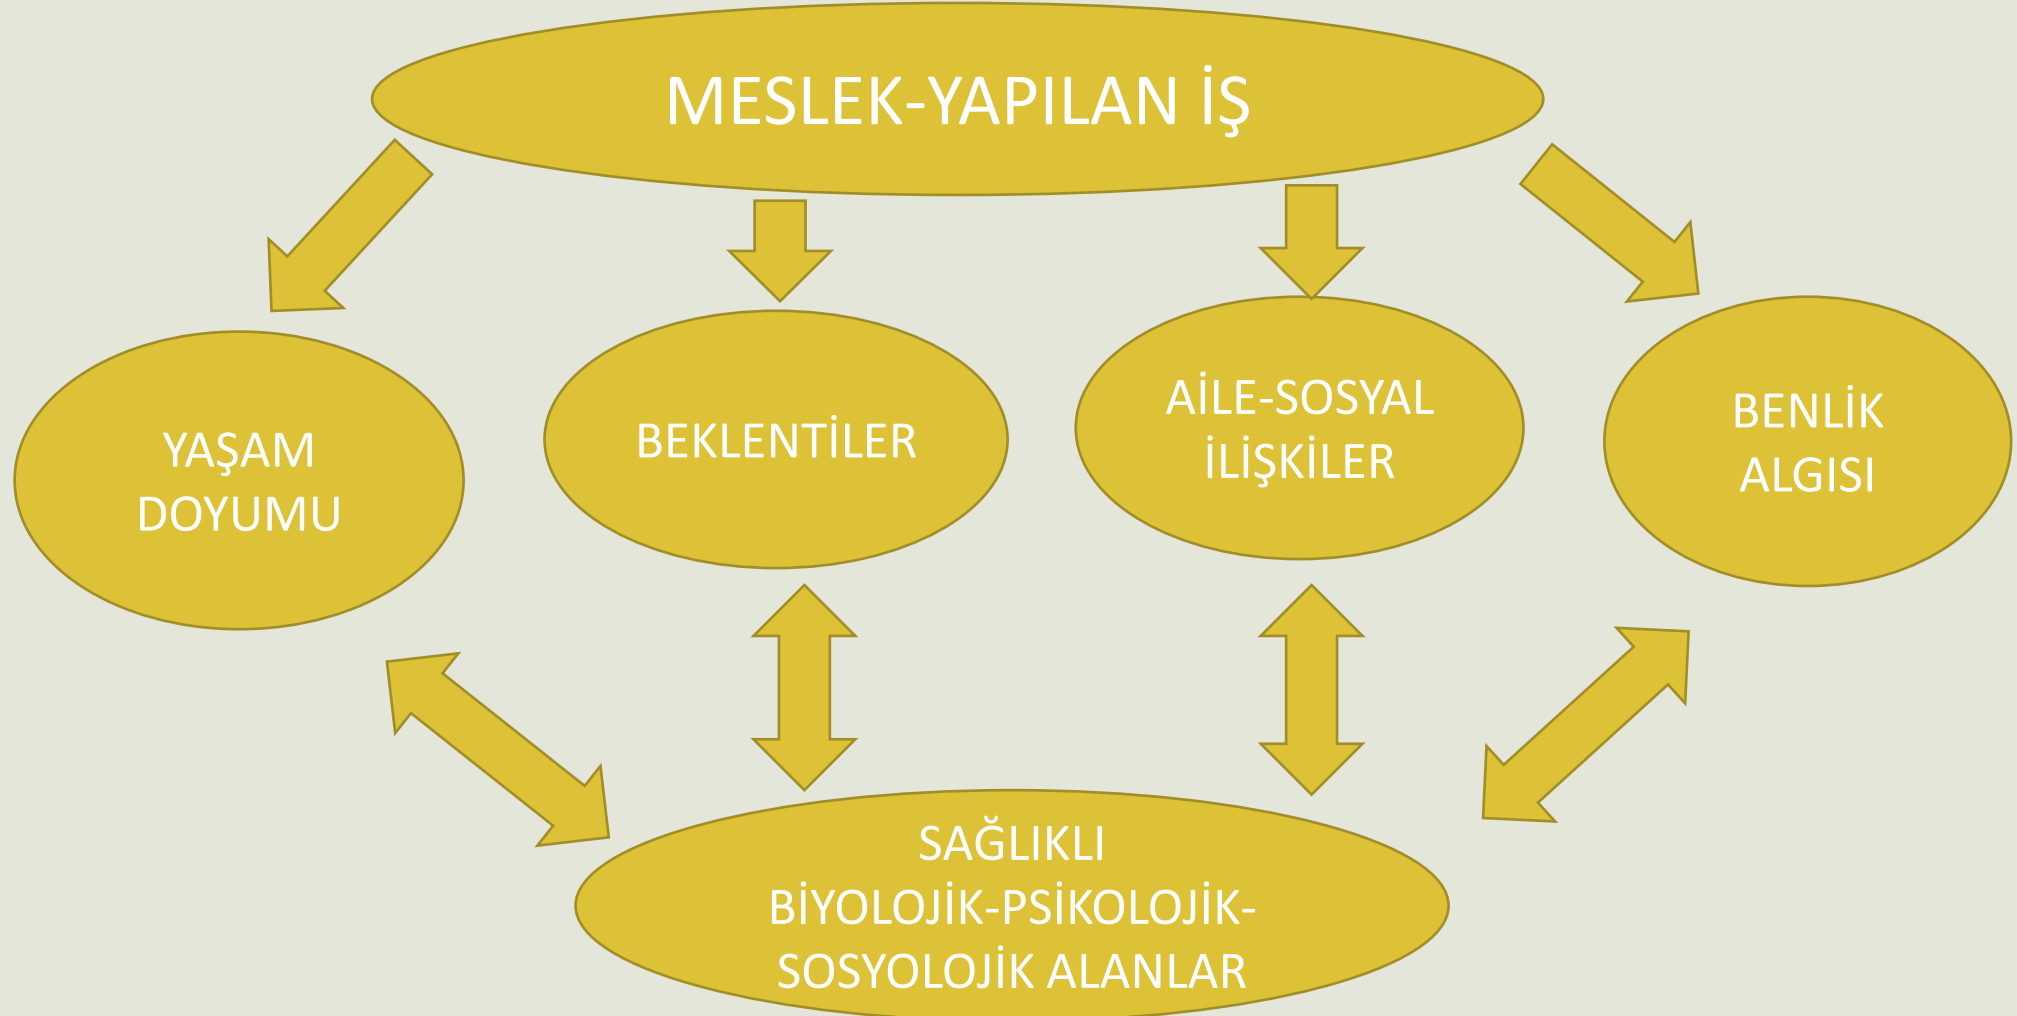 MESLEK-YAPILAN İŞ
YAŞAM
DOYUMU
BEKLENTİLER
AİLE-SOSYAL
İLİŞKİLER
BENLİK
ALGISI
SAĞLIKLI
BİYOLOJİK-PSİKOLOJİK-
SOSYOLOJİK ALANLAR